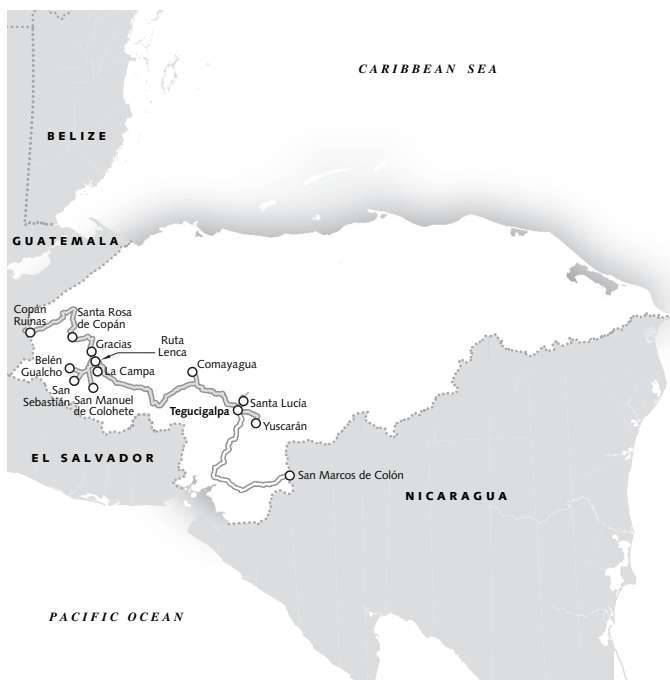 CARIBBEAN SEA
BELIZE
GUATEMALA
Copán
Ruinas
Santa Rosa
de Copán
Gracias
Ruta
Lenca
Belén
Gualcho
La Campa
Comayagua
San
Sebastián
San Manuel
de Colohete
Tegucigalpa
Santa Lucía
Yuscarán
EL SALVADOR
San Marcos de Colón
NICARAGUA
PACIFIC OCEAN